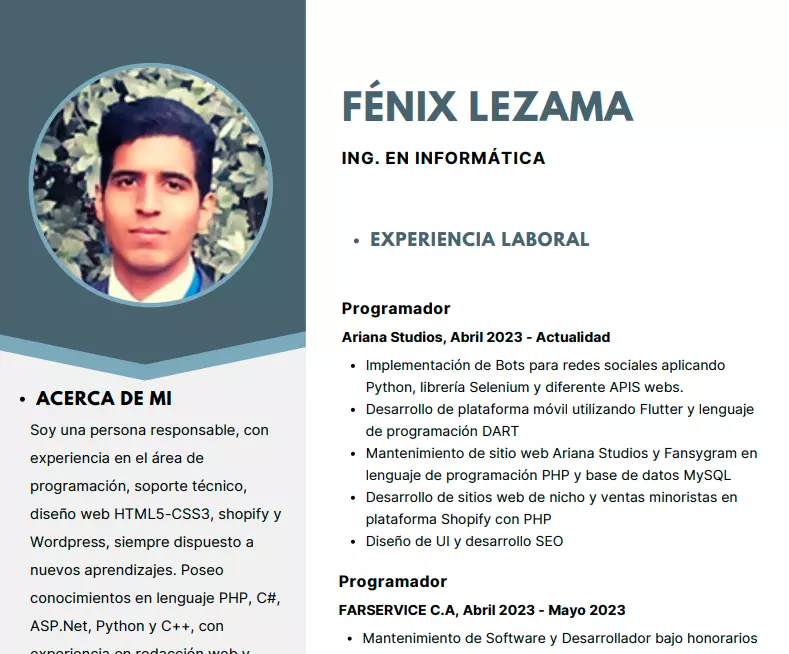 FÉNIX LEZAMA
ING. EN INFORMÁTICA
• EXPERIENCIA LABORAL
Programador
Ariana Studios, Abril 2023 - Actualidad
• Implementación de Bots para redes sociales aplicando
Python, librería Selenium y diferente APIS webs.
• Desarrollo de plataforma móvil utilizando Flutter y lenguaje
de programación DART
• Mantenimiento de sitio web Ariana Studios y Fansygram en
lenguaje de programación PHP y base de datos MySQL
• Desarrollo de sitios web de nicho y ventas minoristas en
plataforma Shopify con PHP
• Diseño de UI y desarrollo SEO
Programador
FARSERVICE C.A, Abril 2023 - Mayo 2023
• Mantenimiento de Software y Desarrollador bajo honorarios
• ACERCA DE MI
Soy una persona responsable, con
experiencia en el área de
programación, soporte técnico,
diseño web HTML5-CSS3, shopify y
Wordpress, siempre dispuesto a
nuevos aprendizajes. Poseo
conocimientos en lenguaje PHP, C#,
ASP.Net, Python y C++, con
experiencia en redacción web y